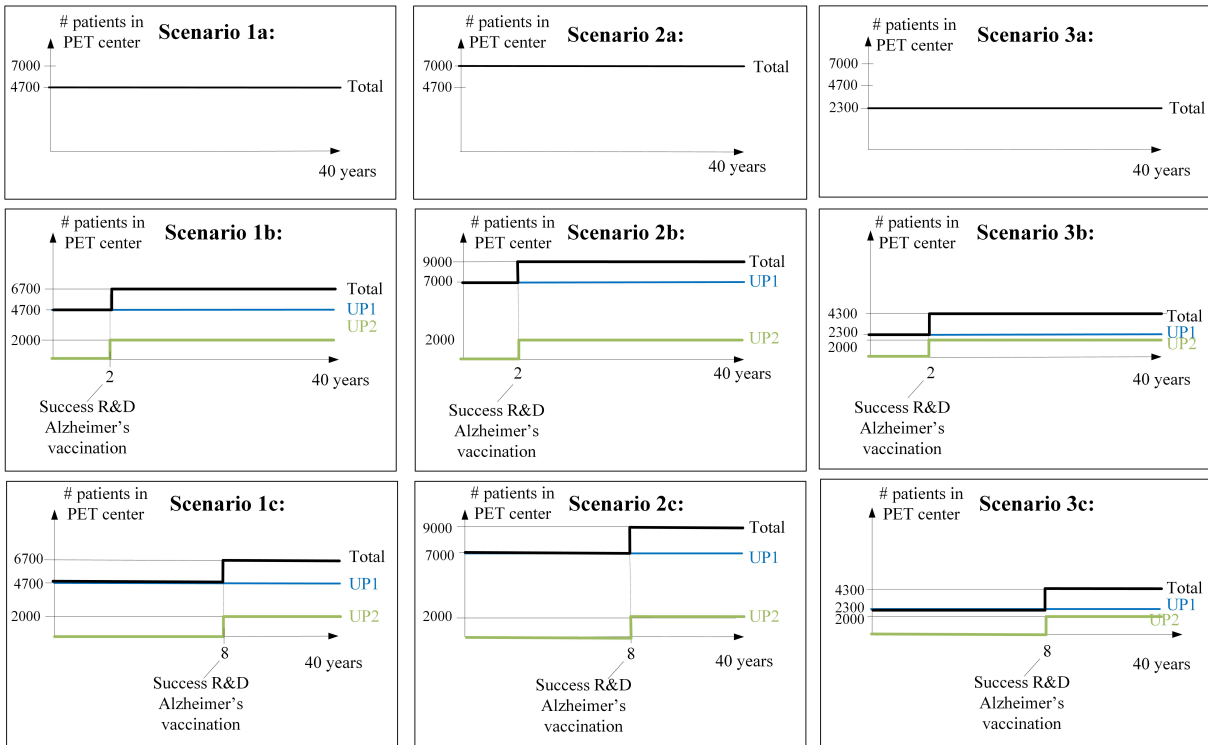 # patients in
PET center
Scenario 1a:
7000
4700
Total
40 years
# patients in
PET center
Scenario 2a:
7000
4700
Total
40 years
# patients in
PET center
Scenario 3a:
7000
4700
2300
Total
40 years
# patients in
PET center
Scenario 1b:
6700
4700
2000
Total
UP1
UP2
2
40 years
Success R&D
Alzheimer's
vaccination
# patients in
PET center
Scenario 2b:
9000
7000
2000
Total
UP1
UP2
2
40 years
Success R&D
Alzheimer's
vaccination
# patients in
PET center
Scenario 3b:
4300
2300
2000
Total
UP1
UP2
2
40 years
Success R&D
Alzheimer's
vaccination
# patients in
PET center
Scenario 1c:
6700
4700
2000
Total
UP1
UP2
8
40 years
Success R&D
Alzheimer's
vaccination
# patients in
PET center
Scenario 2c:
9000
7000
2000
Total
UP1
UP2
8
40 years
Success R&D
Alzheimer's
vaccination
# patients in
PET center
Scenario 3c:
4300
2300
2000
Total
UP1
UP2
8
40 years
Success R&D
Alzheimer's
vaccination